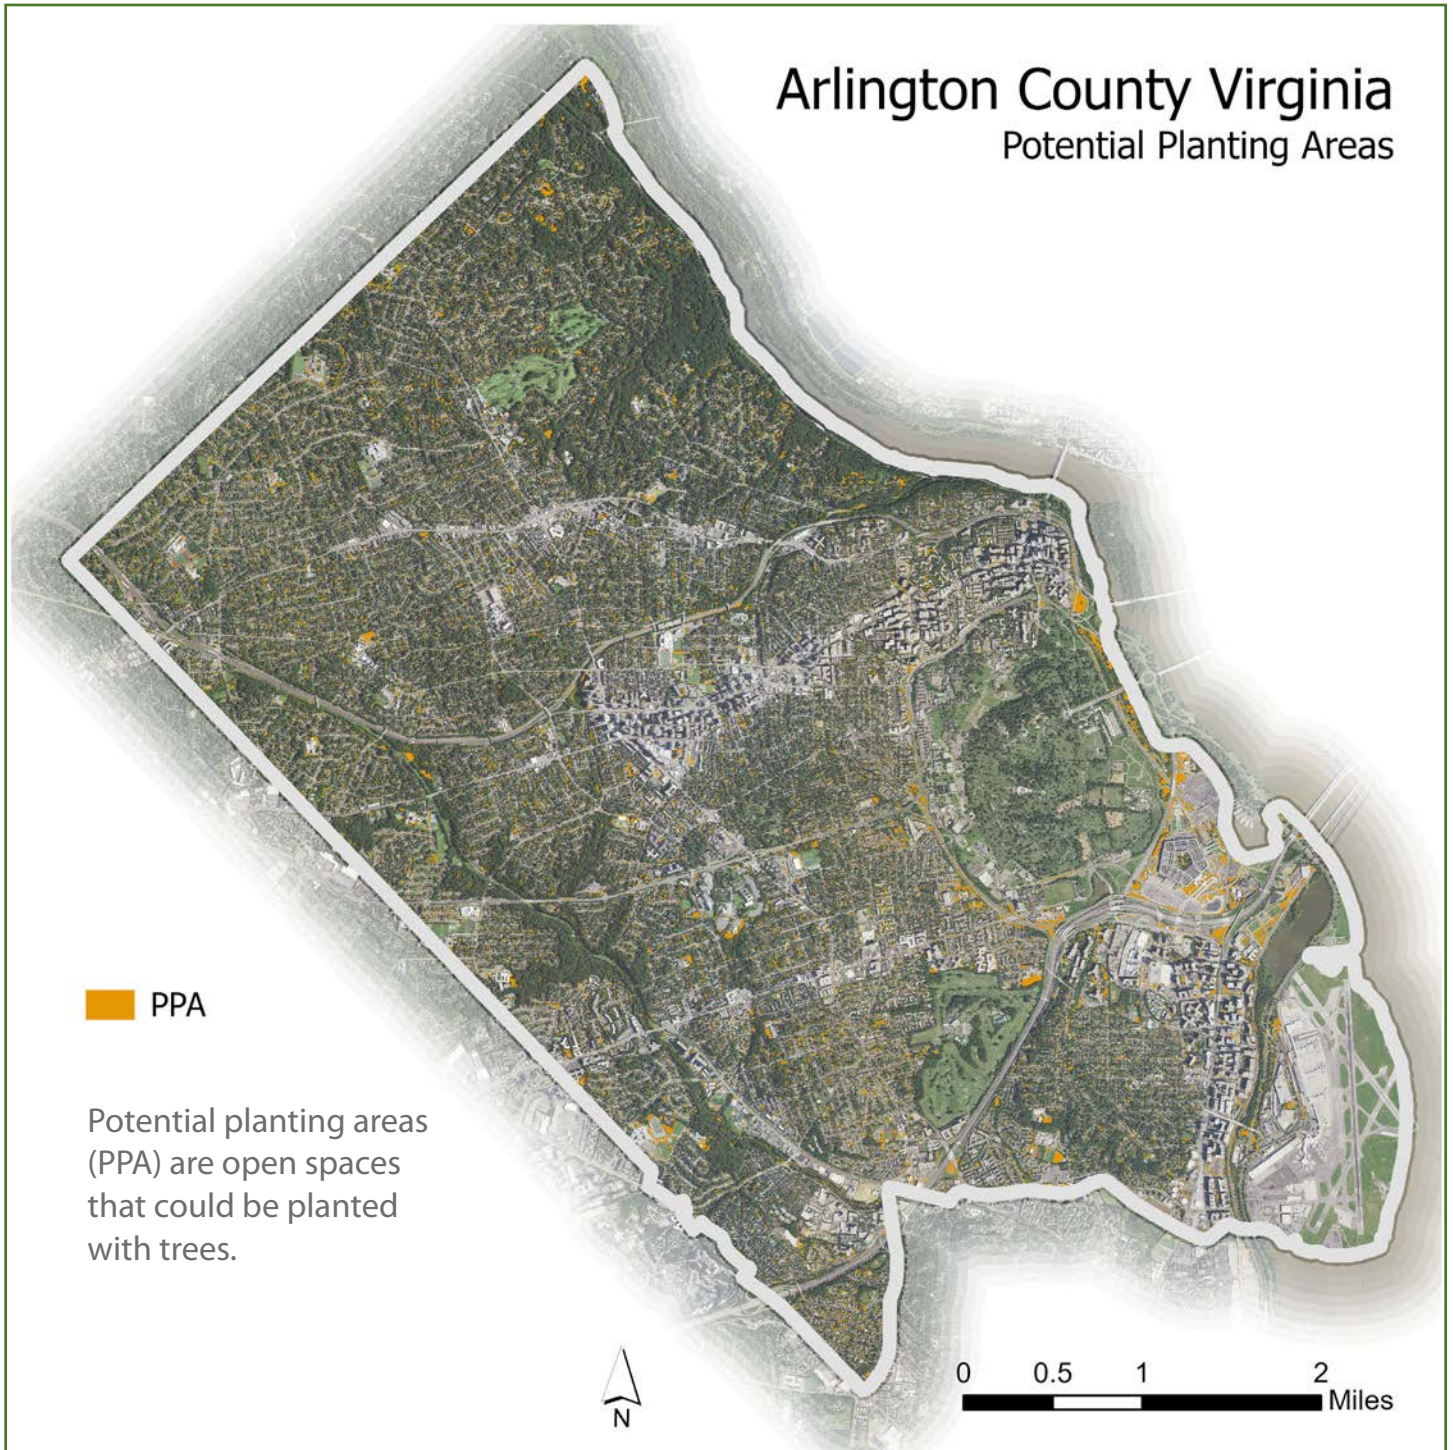 Arlington County Virginia
Potential Planting Areas
PPA
Potential planting areas
(PPA) are open spaces
that could be planted
with trees.
N
0 0.5 1 2
Miles